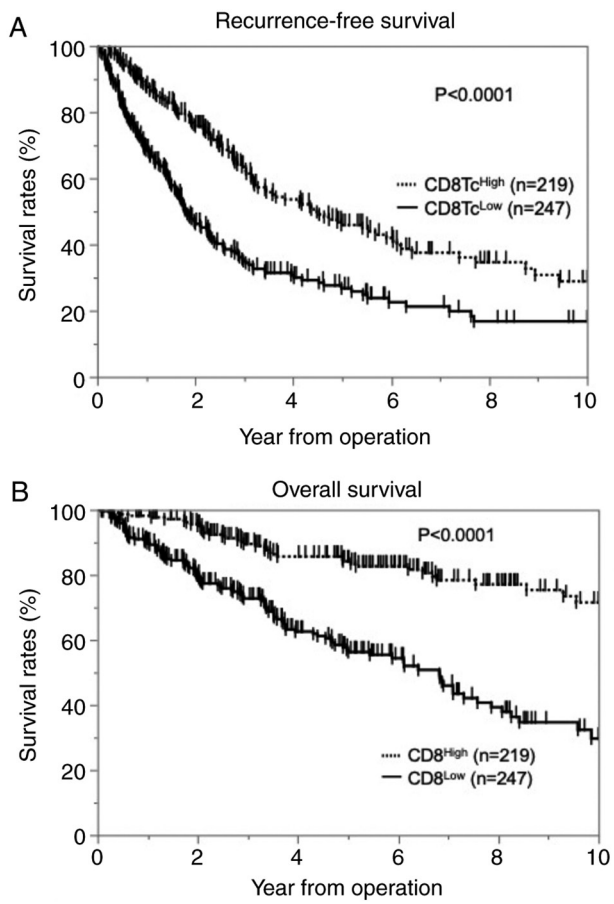 A
Recurrence-free survival
100
80
60
40
20
0
Survival rates (%)
P<0.0001
CD8Tc^High (n=219)
CD8Tc^Low (n=247)
0 2 4 6 8 10
Year from operation
B
Overall survival
100
80
60
40
20
0
Survival rates (%)
P<0.0001
CD8^High (n=219)
CD8^Low (n=247)
0 2 4 6 8 10
Year from operation